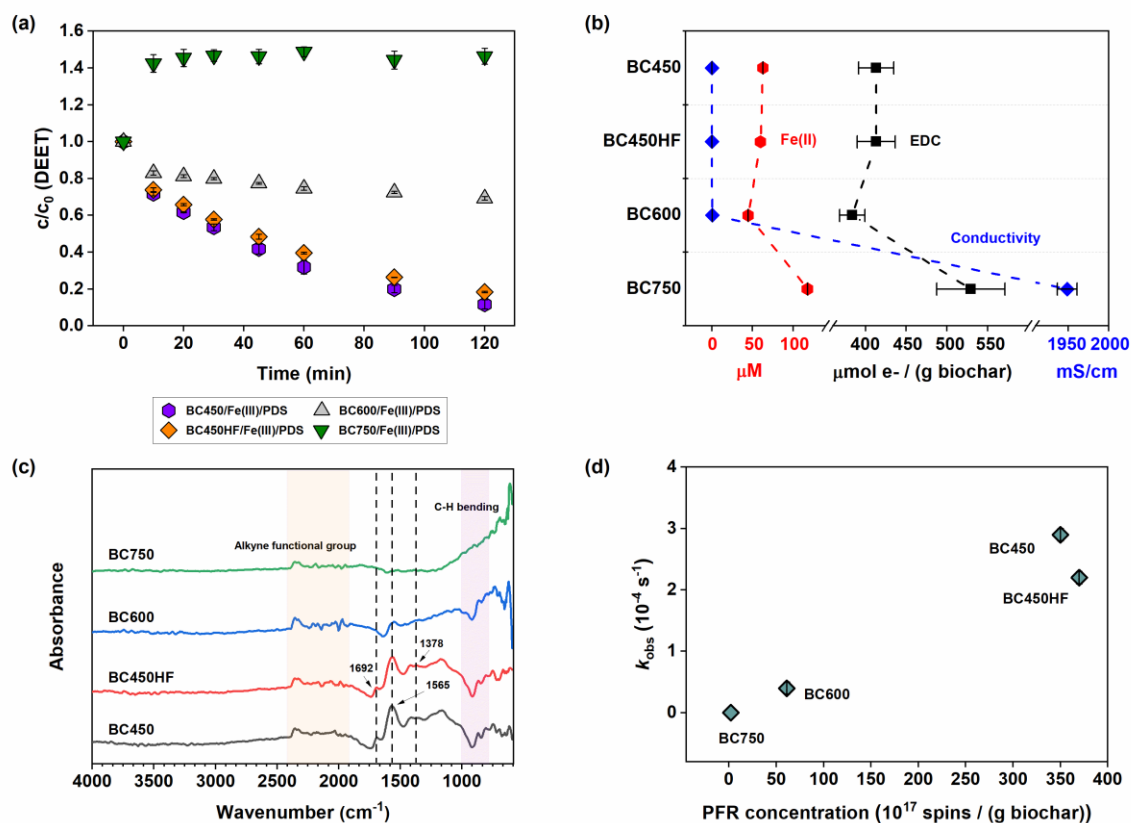 (a)
1.6
1.4
1.2
1.0
0.8
0.6
0.4
0.2
0.0
c/c0 (DEET)
0 20 40 60 80 100 120
Time (min)
BC450/Fe(III)/PDS BC600/Fe(III)/PDS
BC450HF/Fe(III)/PDS BC750/Fe(III)/PDS
(b)
BC450
BC450HF
BC600
BC750
Fe(II)
EDC
Conductivity
0 50 100 400 450 500 550 1950 2000
μM μmol e- / (g biochar) mS/cm
(c)
C-H bending
Alkyne functional group
BC750
BC600
BC450HF
1692
1378
1565
BC450
Absorbance
4000 3500 3000 2500 2000 1500 1000
Wavenumber (cm-1)
(d)
4
3
2
1
0
kobs (10-4 s-1)
BC450
BC450HF
BC600
BC750
0 50 100 150 200 250 300 350 400
PFR concentration (10^17 spins / (g biochar))